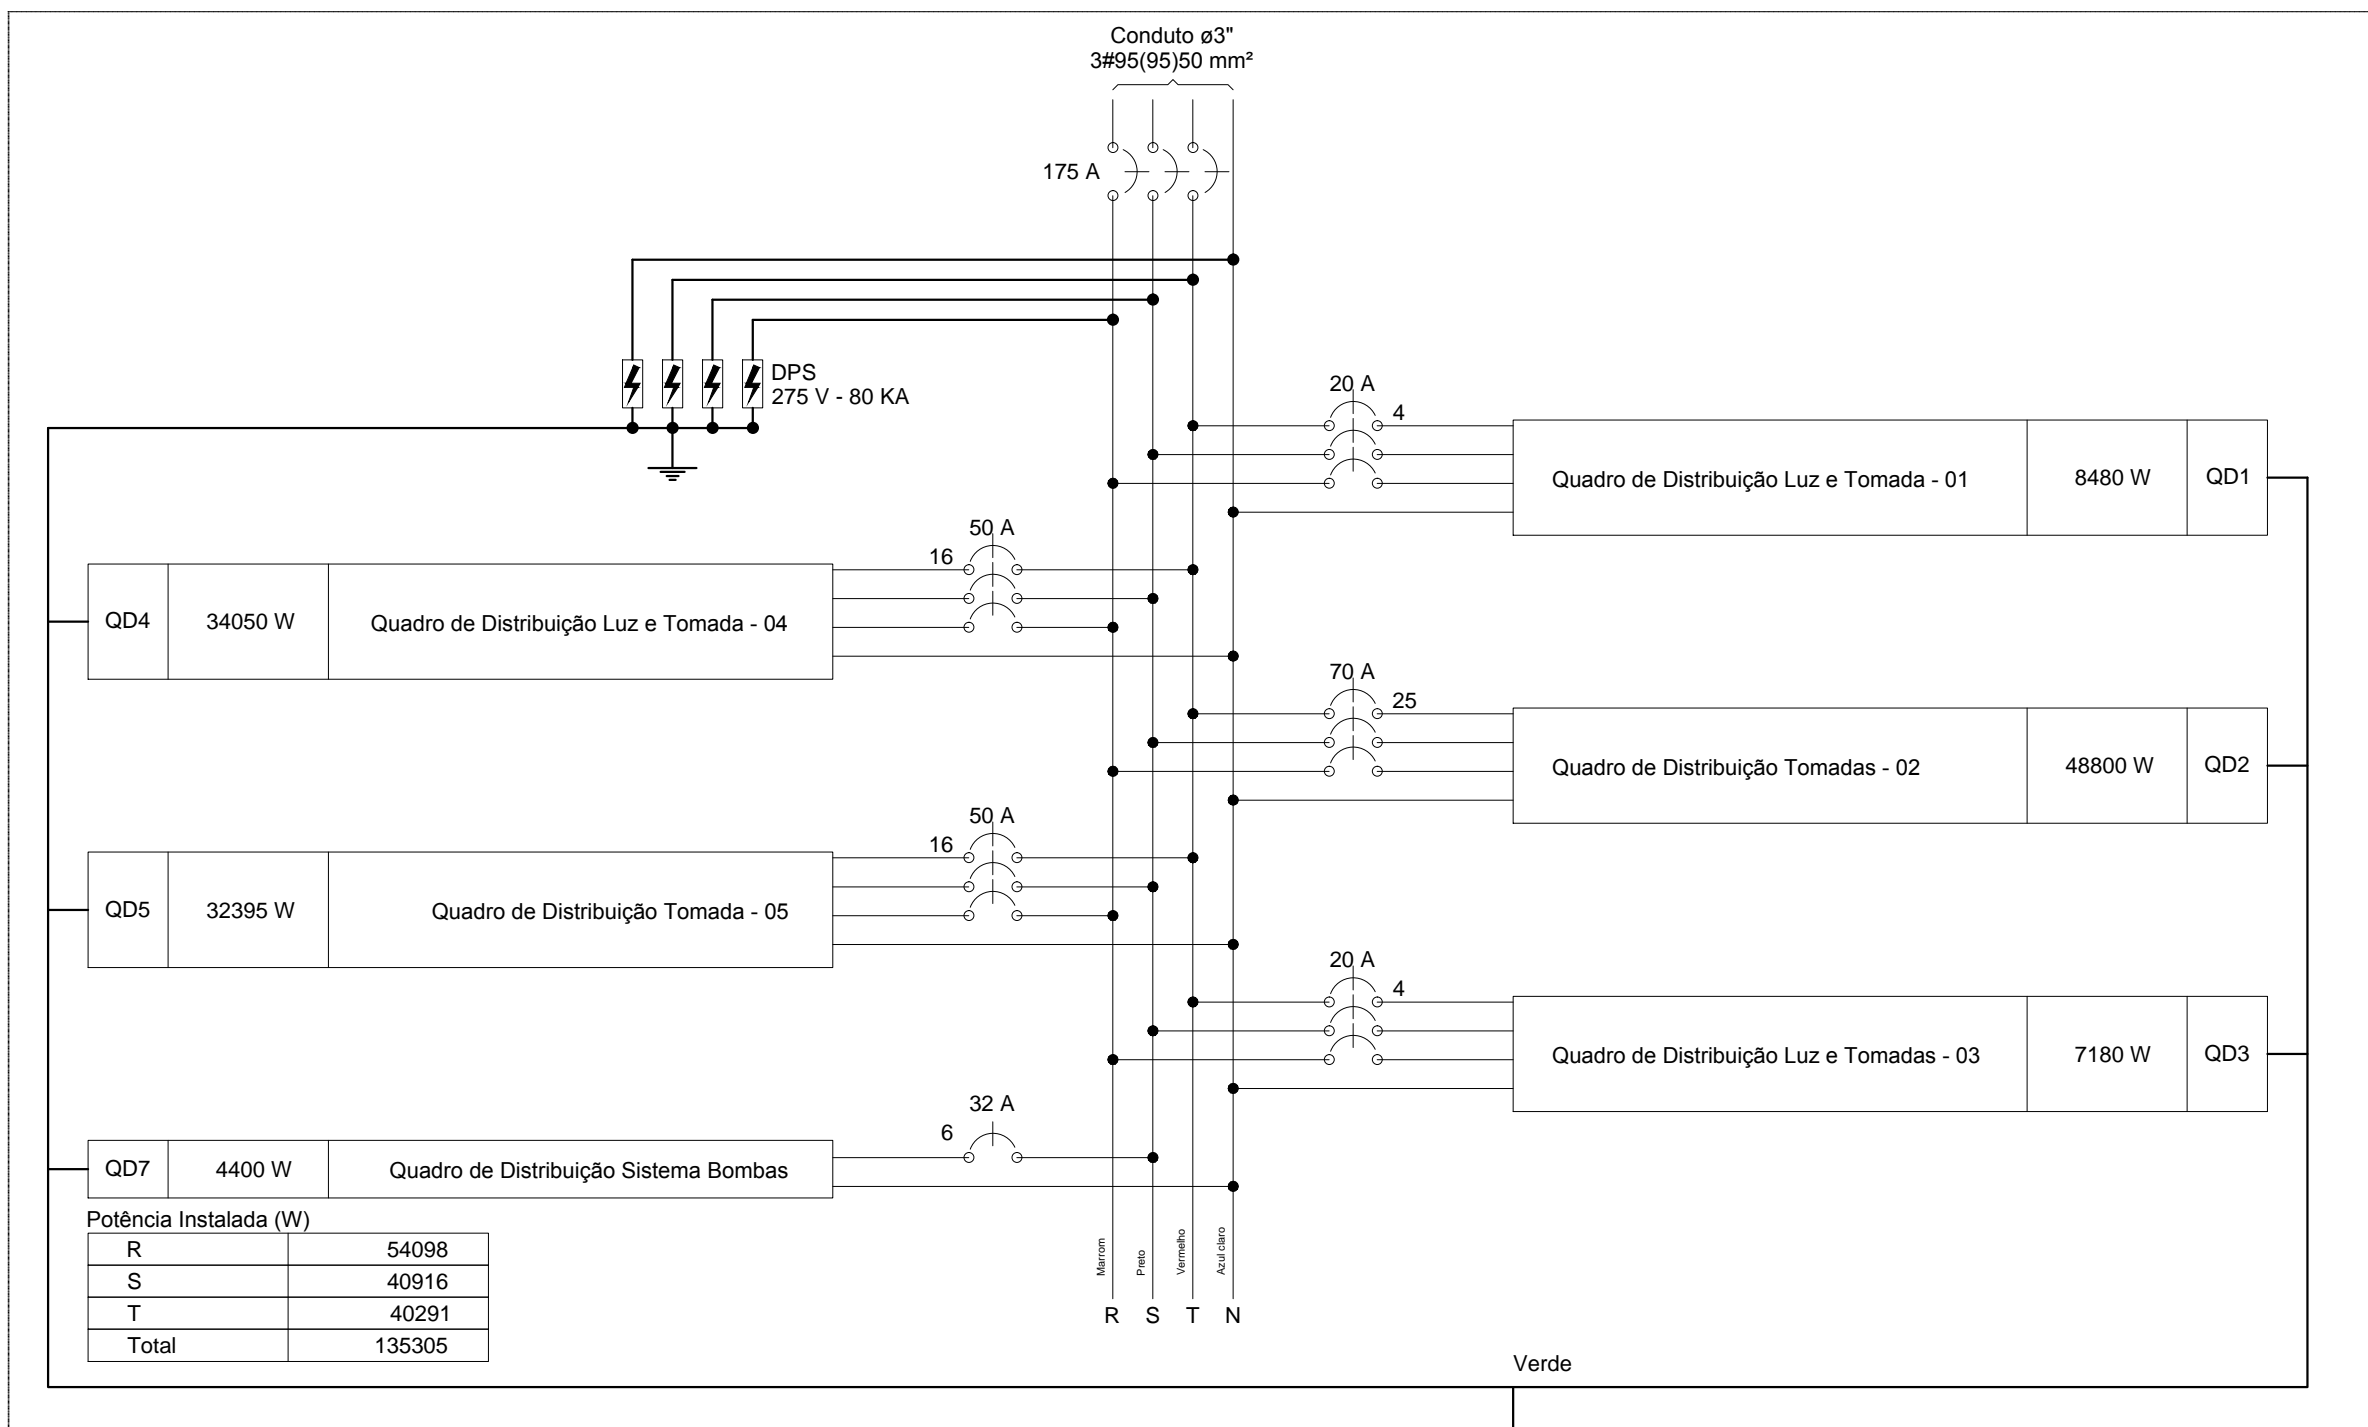 Conduto ø3"
3#95(95)50 mm²
175 A
DPS
275 V - 80 KA
20 A
4
Quadro de Distribuição Luz e Tomada - 01
8480 W
QD1
50 A
16
QD4
34050 W
Quadro de Distribuição Luz e Tomada - 04
70 A
25
Quadro de Distribuição Tomadas - 02
48800 W
QD2
50 A
16
QD5
32395 W
Quadro de Distribuição Tomada - 05
20 A
4
Quadro de Distribuição Luz e Tomadas - 03
7180 W
QD3
32 A
6
QD7
4400 W
Quadro de Distribuição Sistema Bombas
Potência Instalada (W)
R 54098
S 40916
T 40291
Total 135305
Marrom
Preto
Vermelho
Azul claro
R S T N
Verde